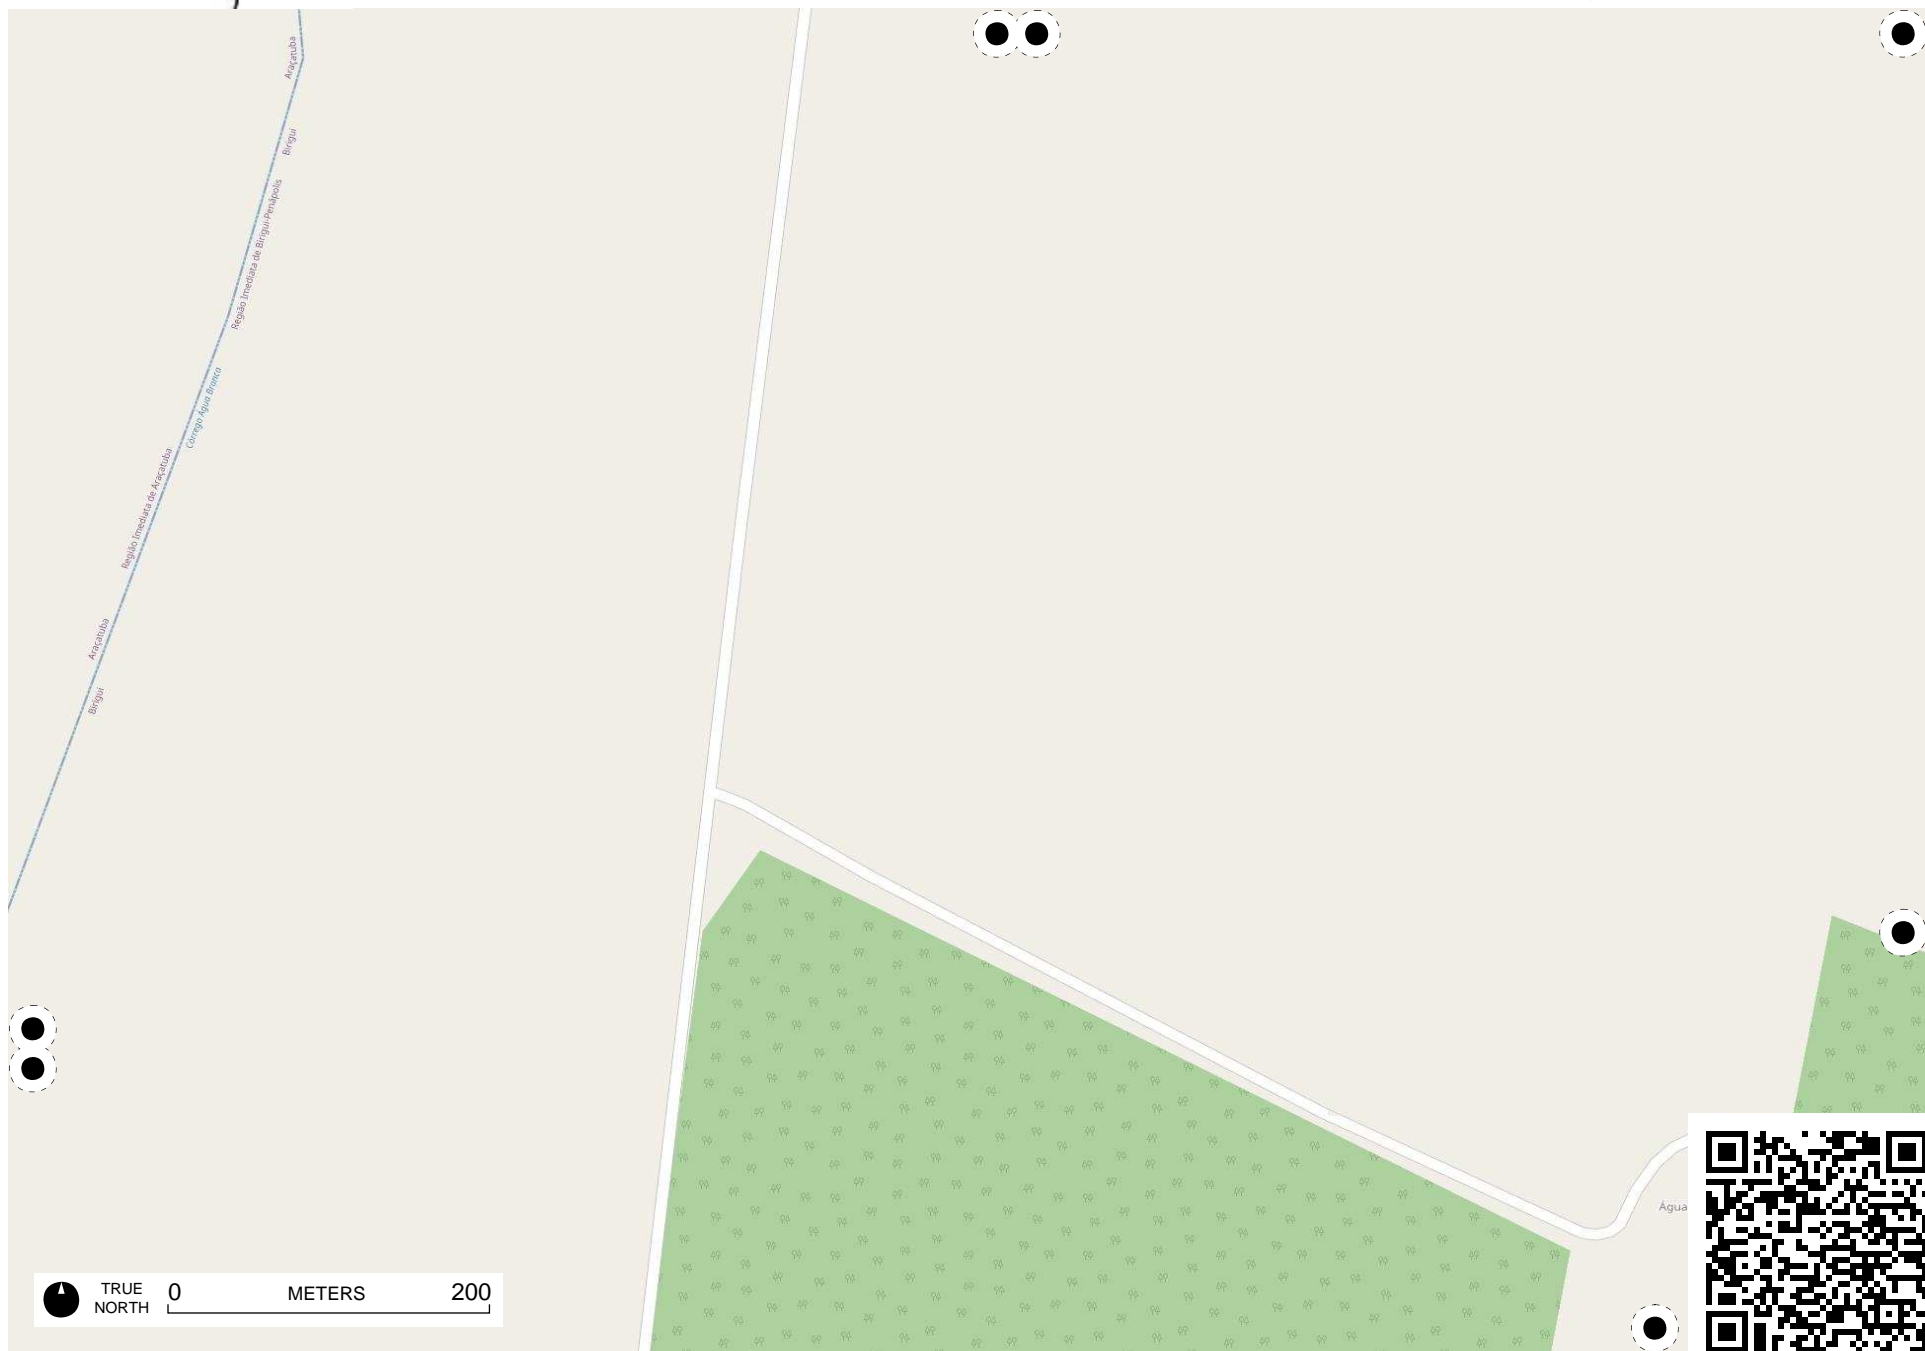 Araçatuba
Birigui
Região Imediata de Birigui-Penápolis
Córrego Água Branca
Região Imediata de Araçatuba
Araçatuba
Birigui
Água
TRUE
NORTH
0 METERS 200